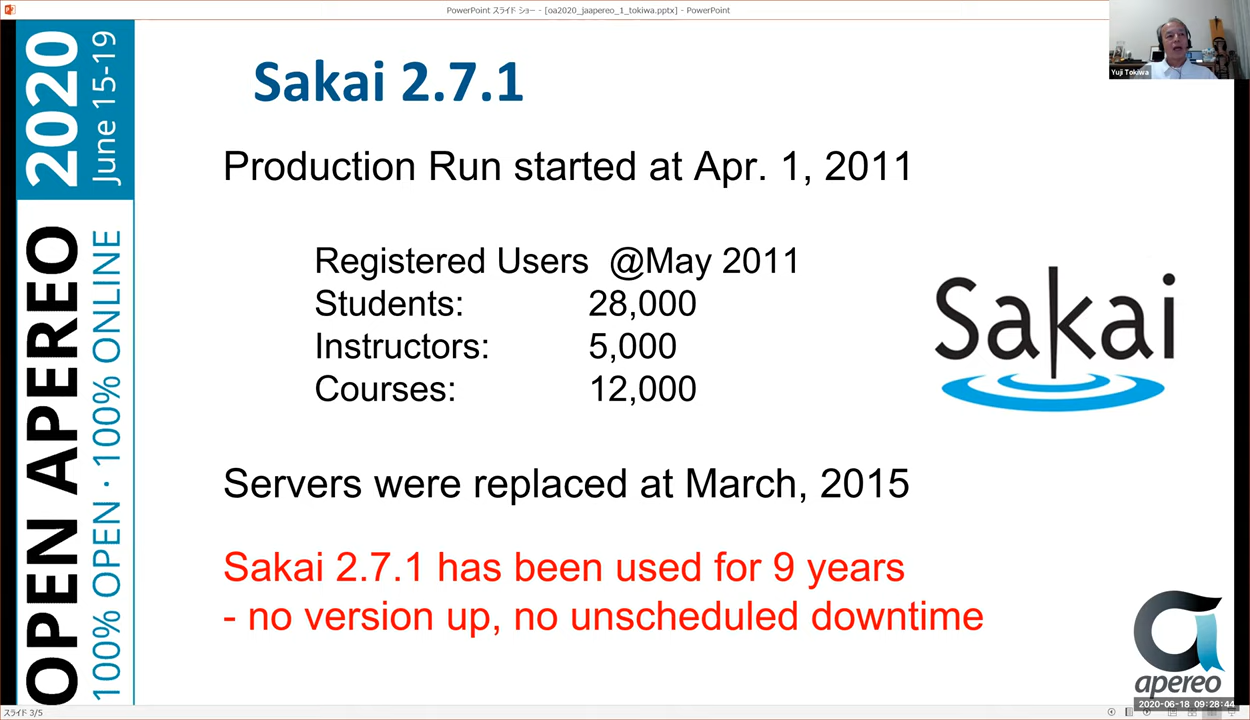 PowerPoint スライド ショー - [oa2020_jaapereo_1_tokiwa.pptx] - PowerPoint
Yuji Tokiwa
OPEN APEREO 2020
100% OPEN · 100% ONLINE June 15-19
Sakai 2.7.1
Production Run started at Apr. 1, 2011
Registered Users @May 2011
Students: 28,000
Instructors: 5,000
Courses: 12,000
Sakai
Servers were replaced at March, 2015
Sakai 2.7.1 has been used for 9 years
- no version up, no unscheduled downtime
apereo
2020-06-18 09:28:44
スライド 3/5